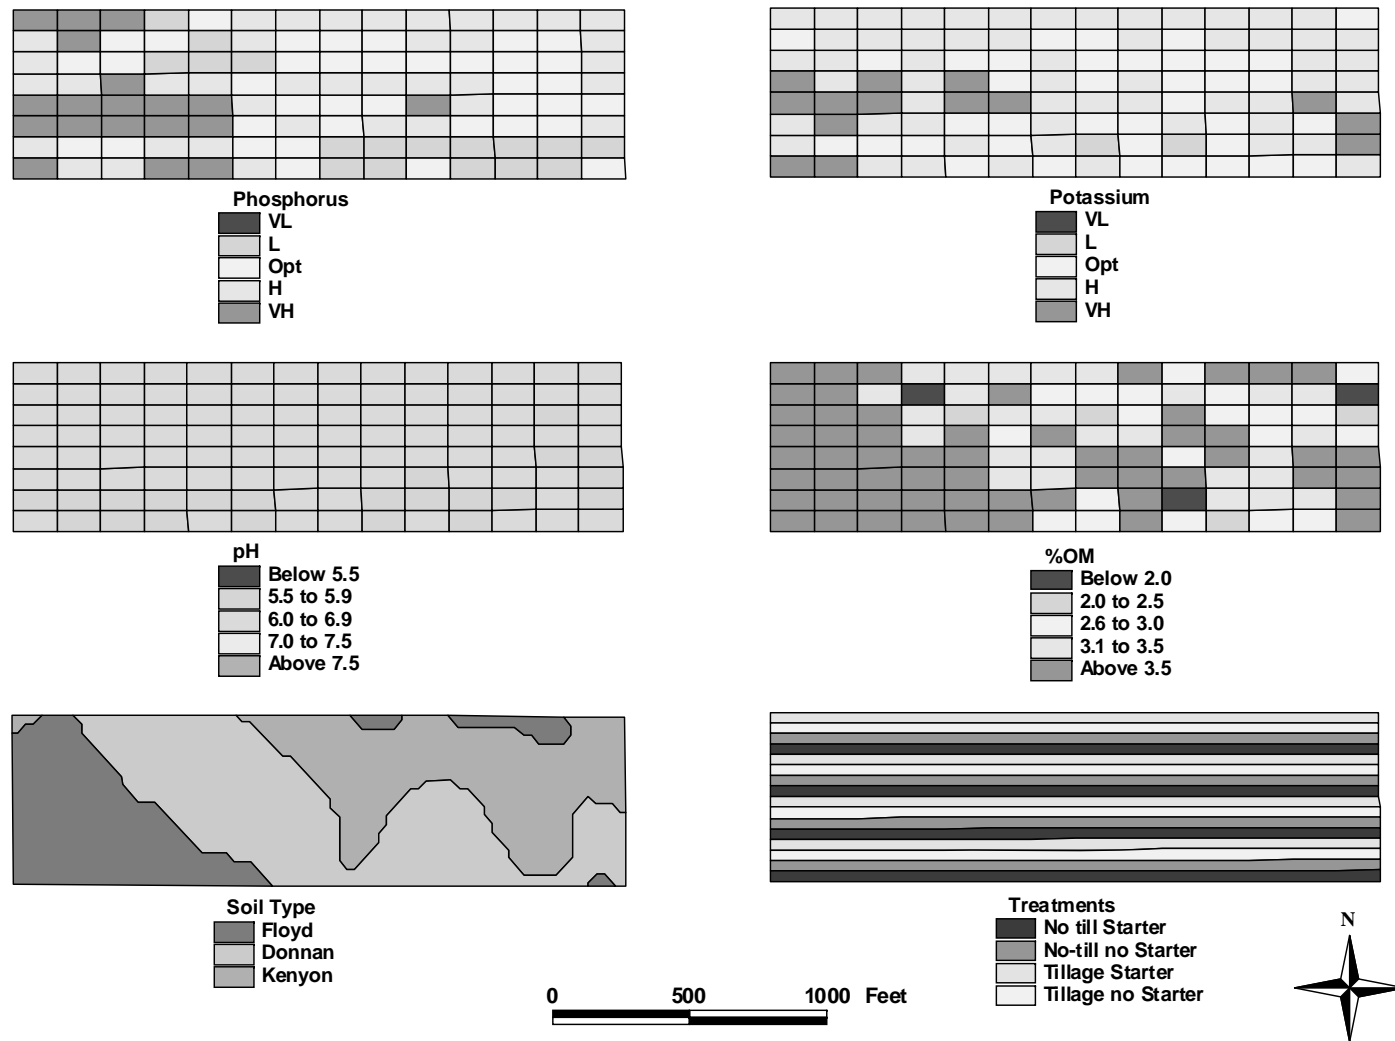 Phosphorus
VL
L
Opt
H
VH
Potassium
VL
L
Opt
H
VH
pH
Below 5.5
5.5 to 5.9
6.0 to 6.9
7.0 to 7.5
Above 7.5
%OM
Below 2.0
2.0 to 2.5
2.6 to 3.0
3.1 to 3.5
Above 3.5
Soil Type
Floyd
Donnan
Kenyon
Treatments
No till Starter
No-till no Starter
Tillage Starter
Tillage no Starter
0 500 1000 Feet
N